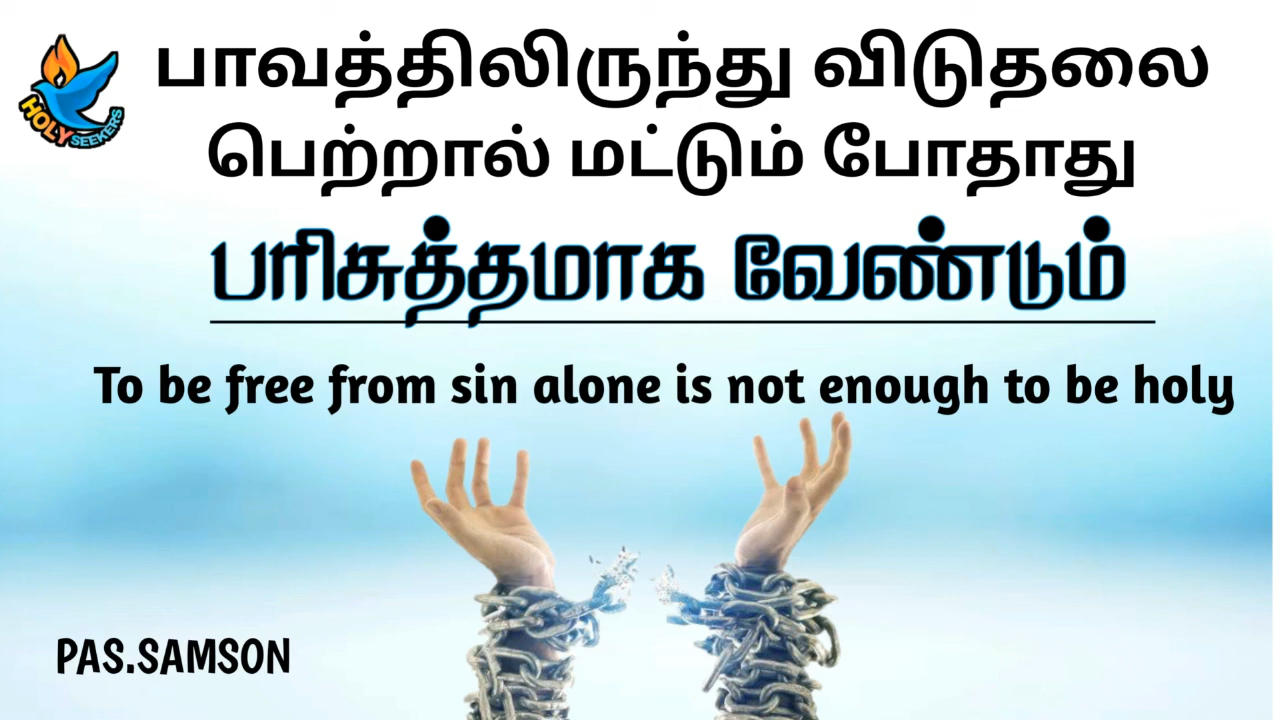 HOLY
SEEKERS
பாவத்திலிருந்து விடுதலை
பெற்றால் மட்டும் போதாது
பரிசுத்தமாக வேண்டும்
To be free from sin alone is not enough to be holy
PAS.SAMSON